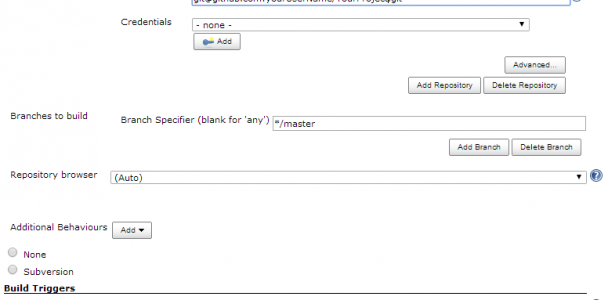 Credentials
- none -
Add
Advanced...
Add Repository Delete Repository
Branches to build
Branch Specifier (blank for 'any') */master
Add Branch Delete Branch
Repository browser (Auto)
Additional Behaviours Add
None
Subversion
Build Triggers